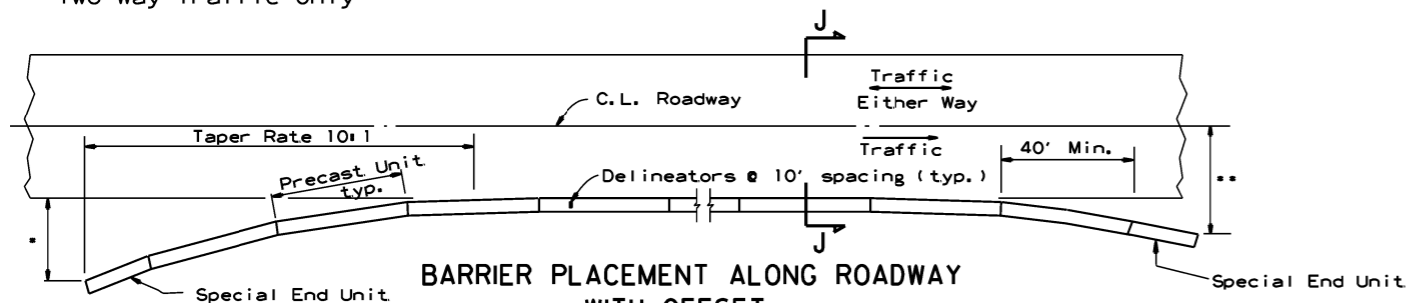 Two Way Traffic Only
J
Traffic
Either Way
C.L. Roadway
Taper Rate 10:1
Traffic
40' Min.
Precast Unit
typ.
Delineators @ 10' spacing (typ.)
**
*
J
BARRIER PLACEMENT ALONG ROADWAY
WITH OFFSET
Special End Unit
Special End Unit